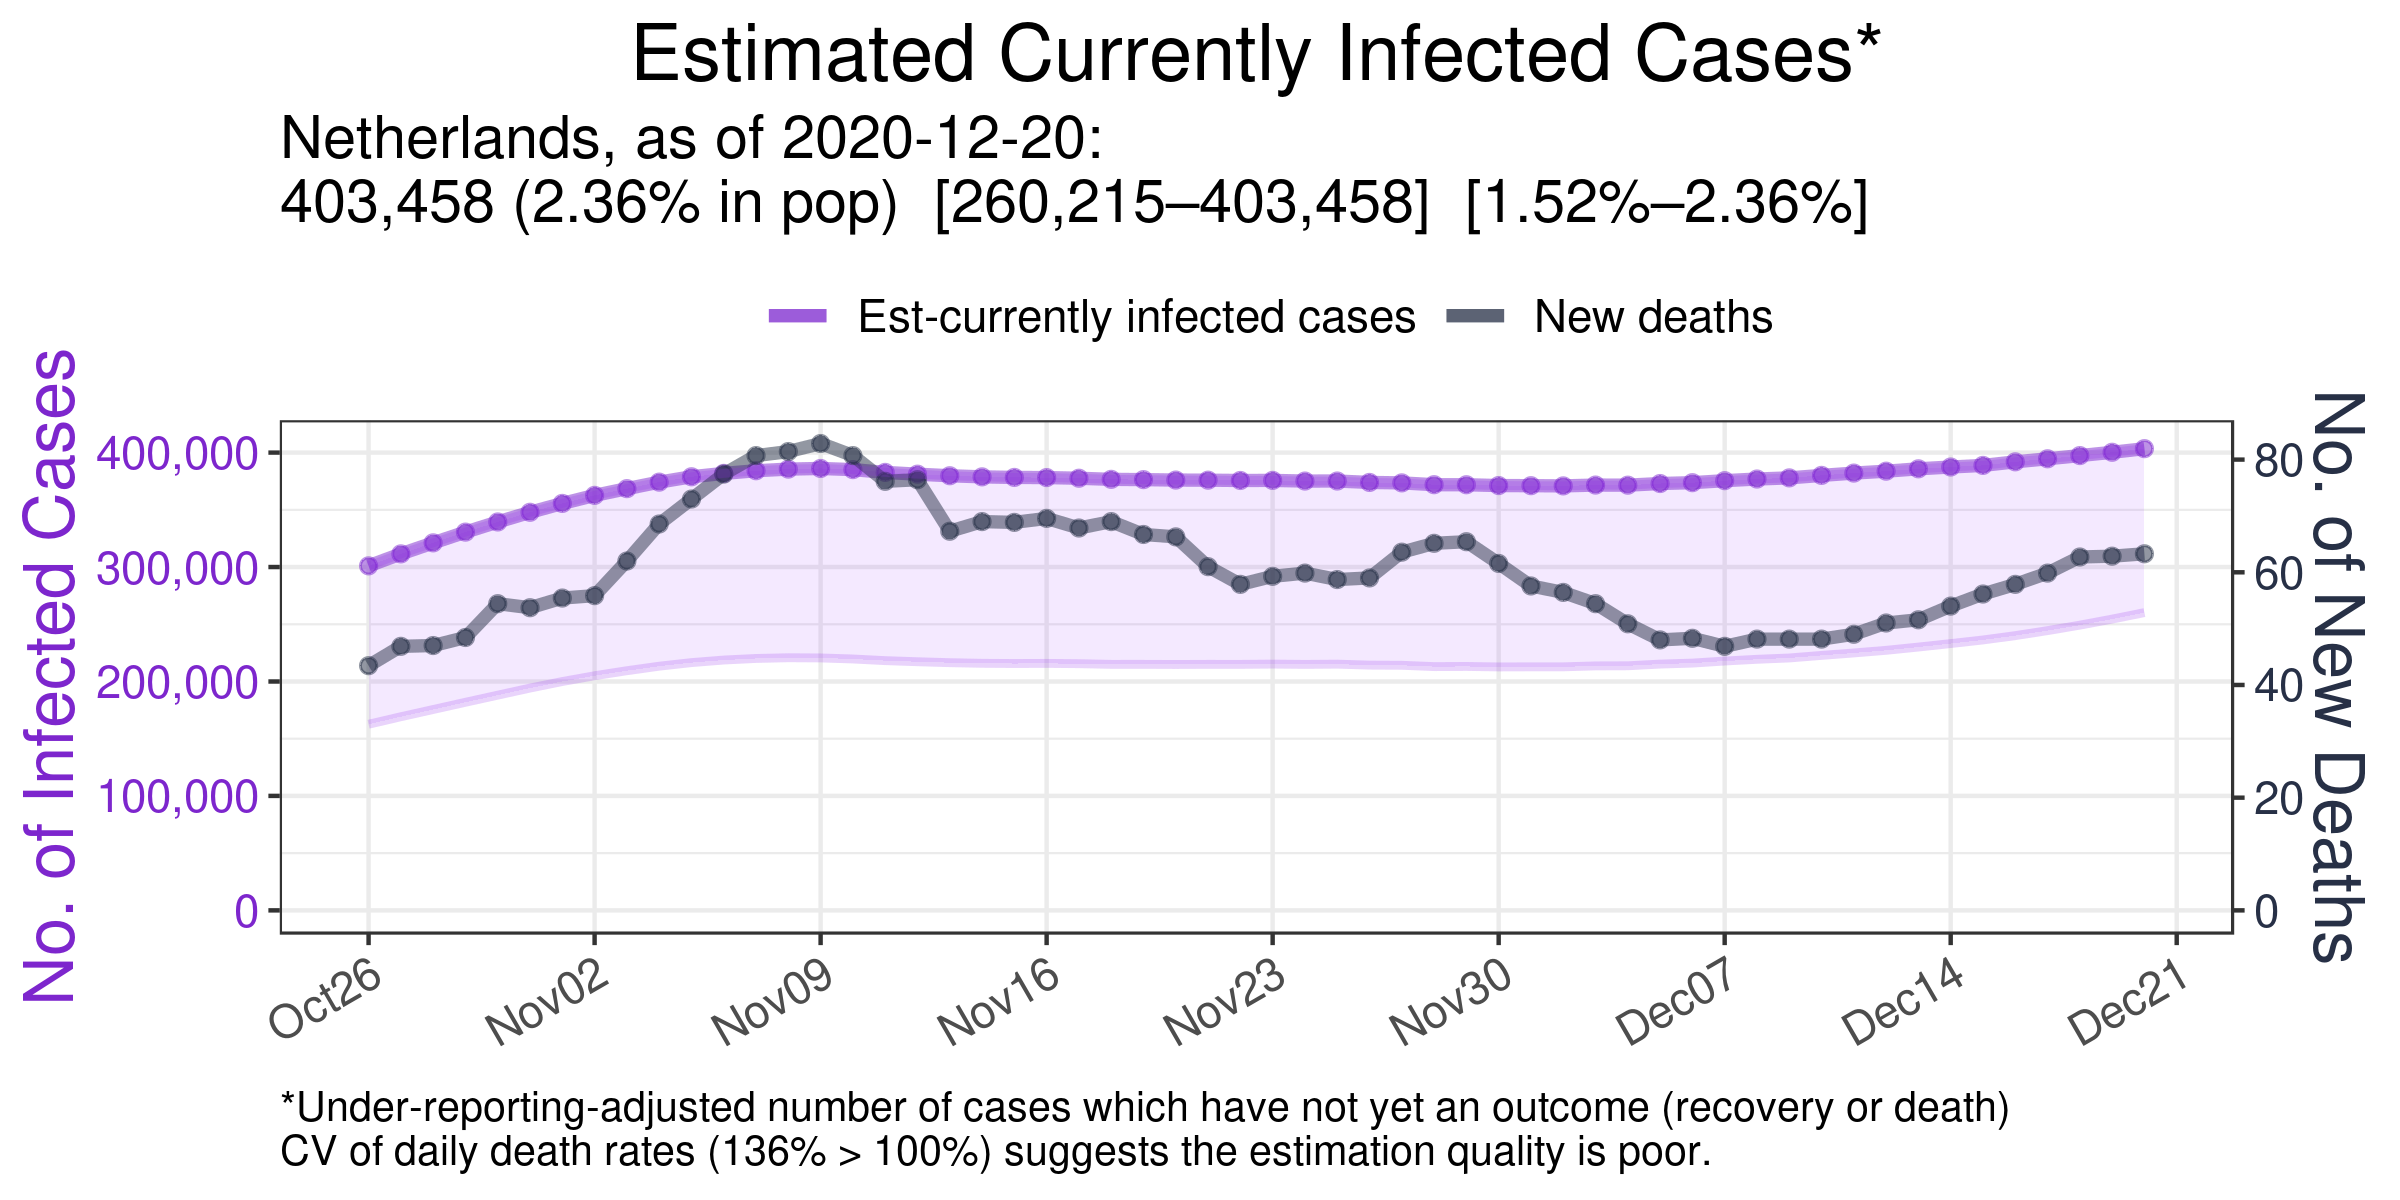 Estimated Currently Infected Cases*
Netherlands, as of 2020-12-20:
403,458 (2.36% in pop)  [260,215–403,458]  [1.52%–2.36%]
Est-currently infected cases
New deaths
No. of Infected Cases
400,000
300,000
200,000
100,000
0
No. of New Deaths
80
60
40
20
0
Oct26
Nov02
Nov09
Nov16
Nov23
Nov30
Dec07
Dec14
Dec21
*Under-reporting-adjusted number of cases which have not yet an outcome (recovery or death)
CV of daily death rates (136% > 100%) suggests the estimation quality is poor.